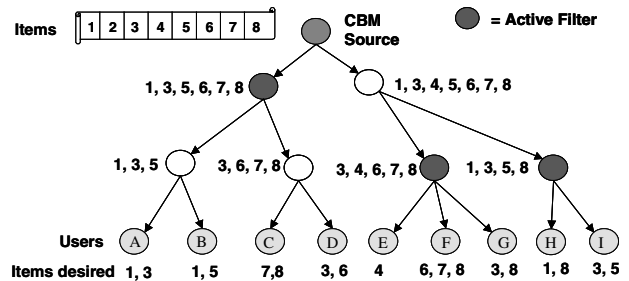 CBM
Source
= Active Filter
Items 1 2 3 4 5 6 7 8
1, 3, 5, 6, 7, 8
1, 3, 4, 5, 6, 7, 8
1, 3, 5
3, 6, 7, 8
3, 4, 6, 7, 8
1, 3, 5, 8
Users A B C D E F G H I
Items desired 1, 3 1, 5 7,8 3, 6 4 6, 7, 8 3, 8 1, 8 3, 5